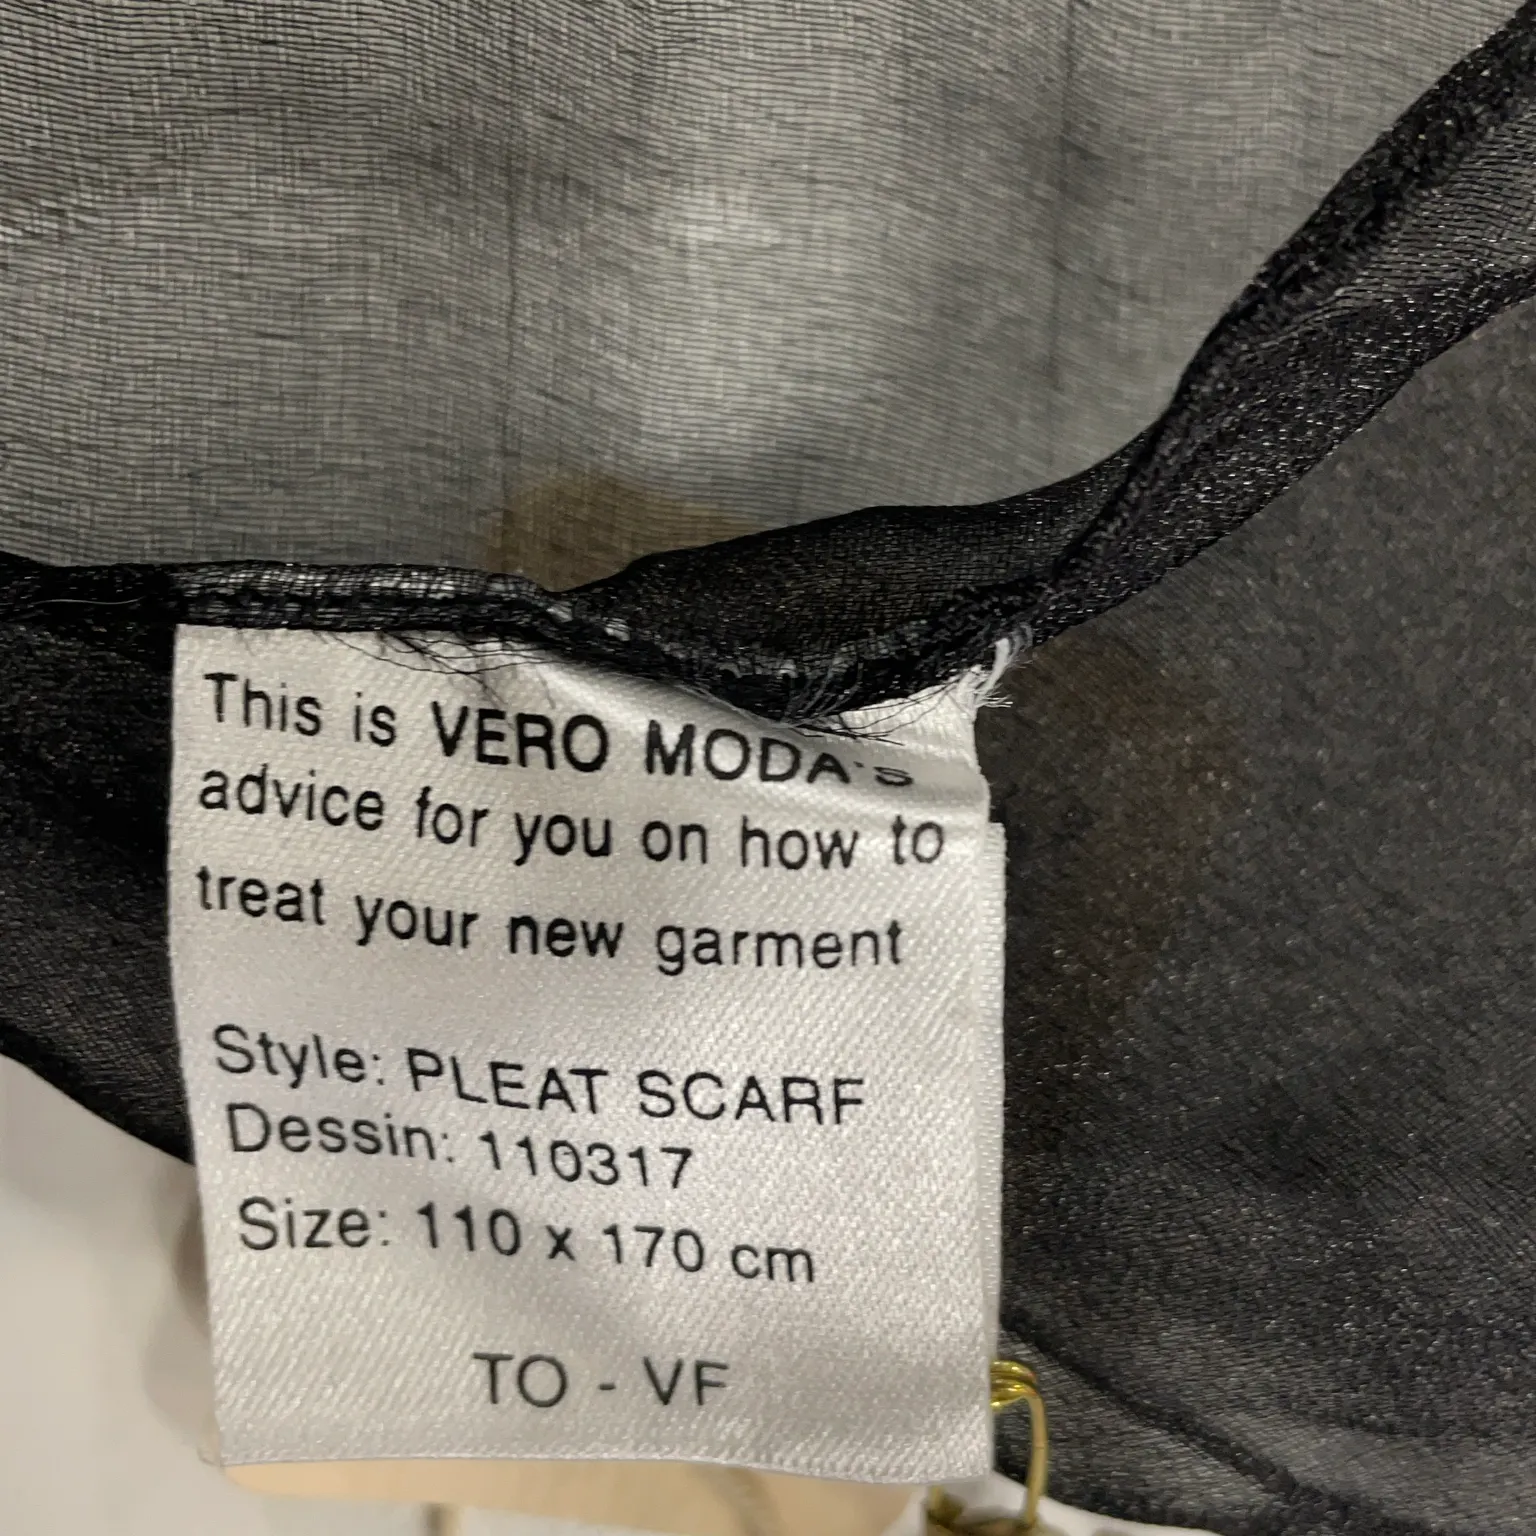 This is VERO MODA's
advice for you on how to
treat your new garment
Style: PLEAT SCARF
Dessin: 110317
Size: 110 x 170 cm
TO - VF